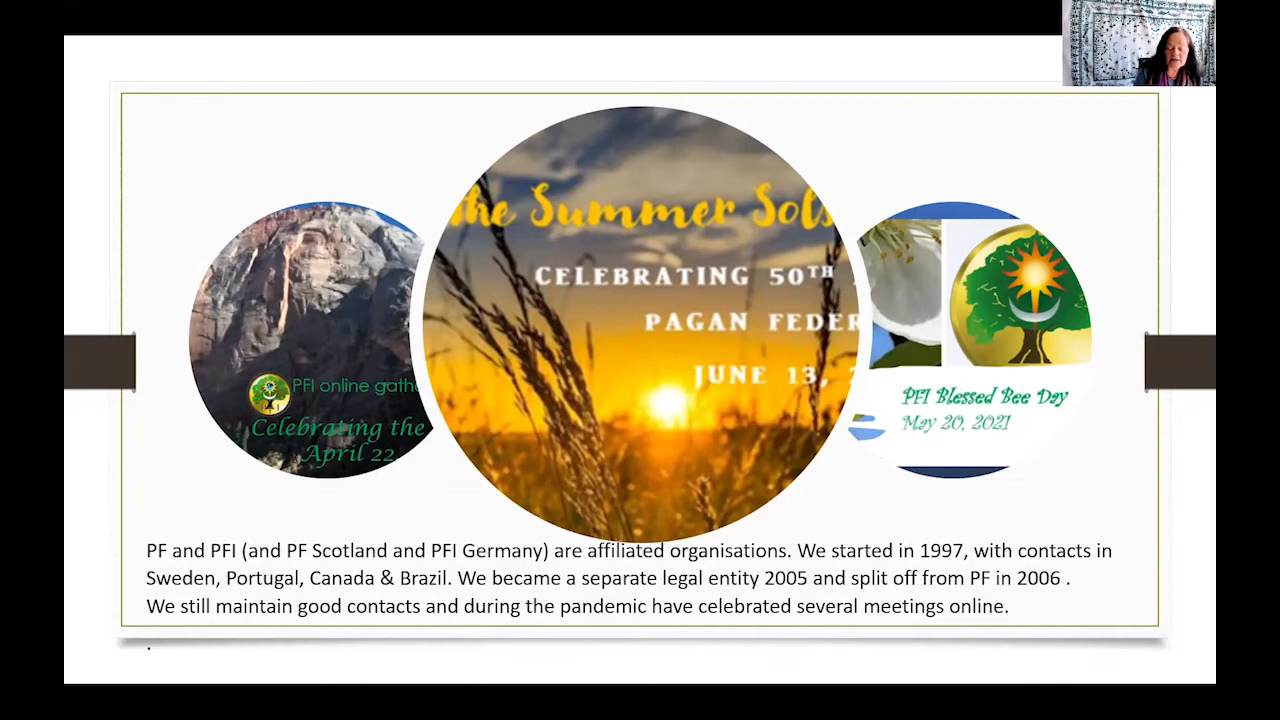 the Summer Sols
CELEBRATING 50TH
PAGAN FEDER
JUNE 13,
PFI online gathe
Celebrating the
April 22
PFI Blessed Bee Day
May 20, 2021
PF and PFI (and PF Scotland and PFI Germany) are affiliated organisations. We started in 1997, with contacts in
Sweden, Portugal, Canada & Brazil. We became a separate legal entity 2005 and split off from PF in 2006 .
We still maintain good contacts and during the pandemic have celebrated several meetings online.
.